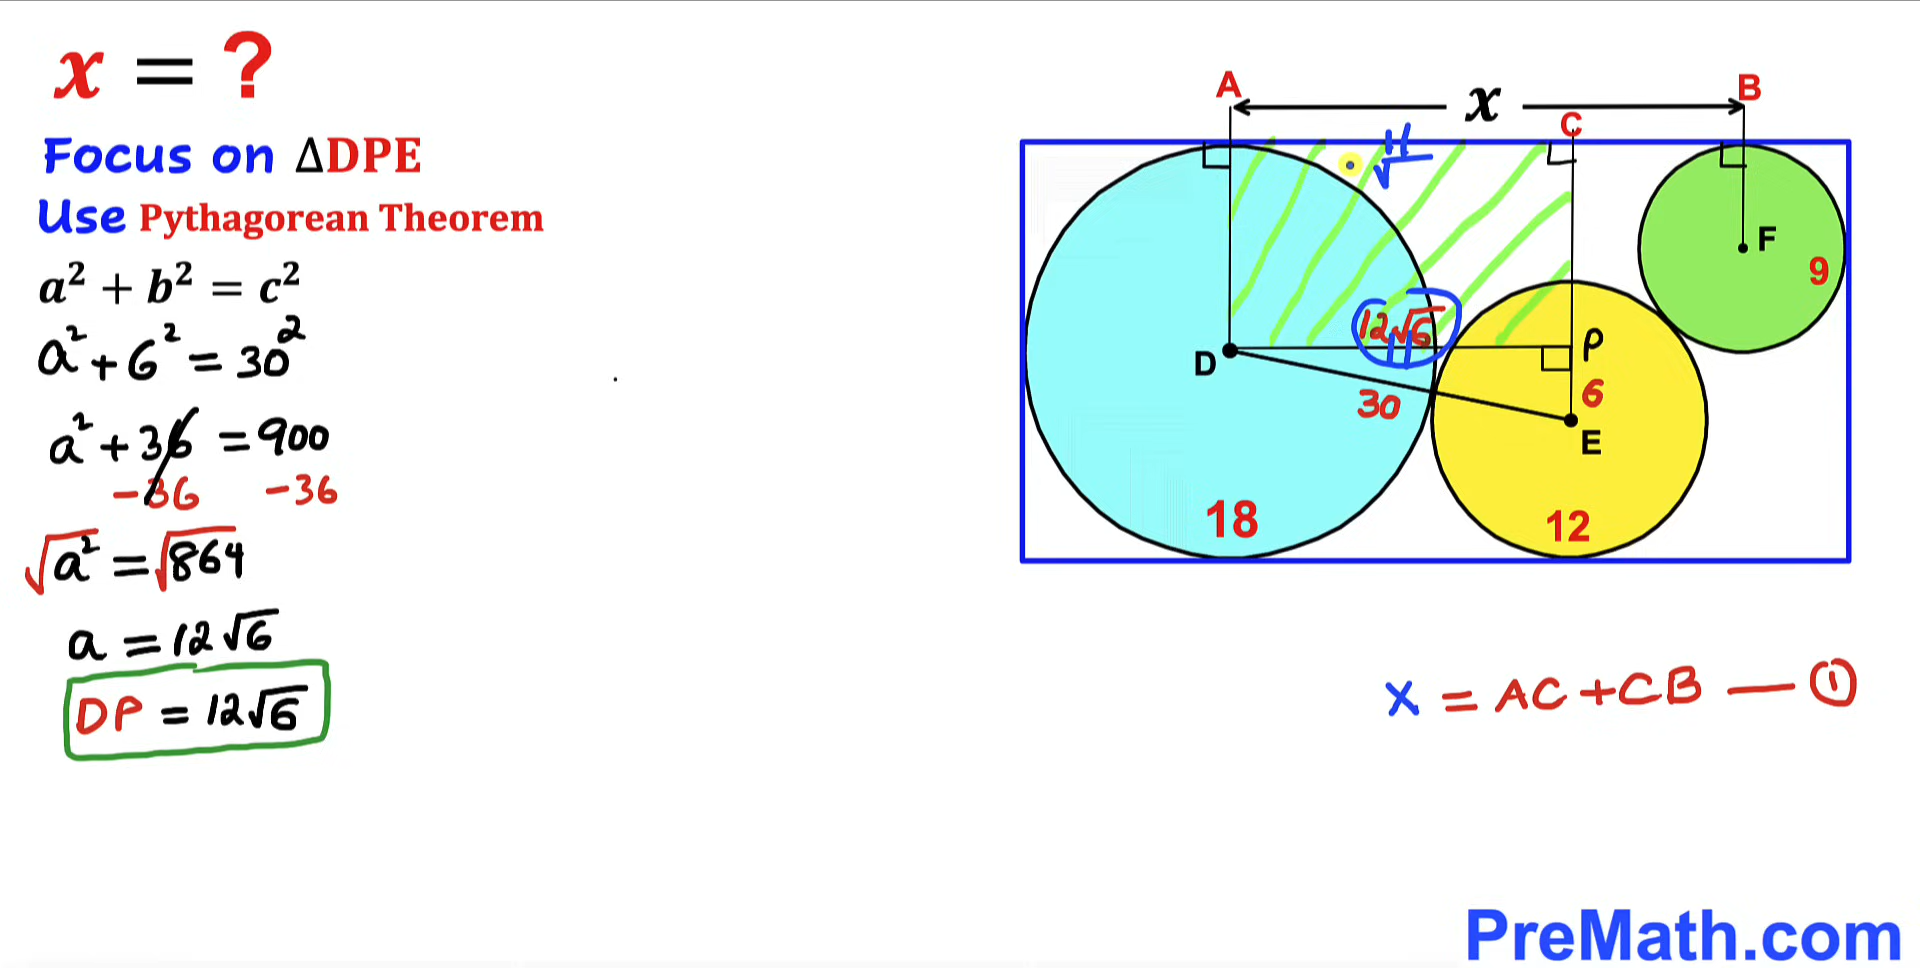 x = ?
Focus on ΔDPE
Use Pythagorean Theorem
a² + b² = c²
a² + 6² = 30²
a² + 36 = 900
-36 -36
√a² = √864
a = 12√6
DP = 12√6
A x B
C
F
9
12√6
D P
30 6
E
18 12
x = AC + CB — ①
PreMath.com